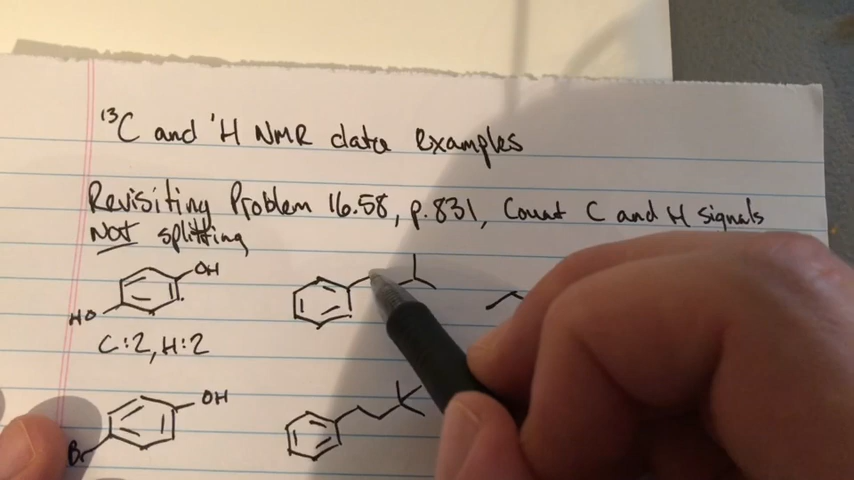 ¹³C and ¹H NMR data examples
Revisiting Problem 16.58, p.831, Count C and H signals
NOT splitting
OH
HO
C:2, H:2
OH
Br